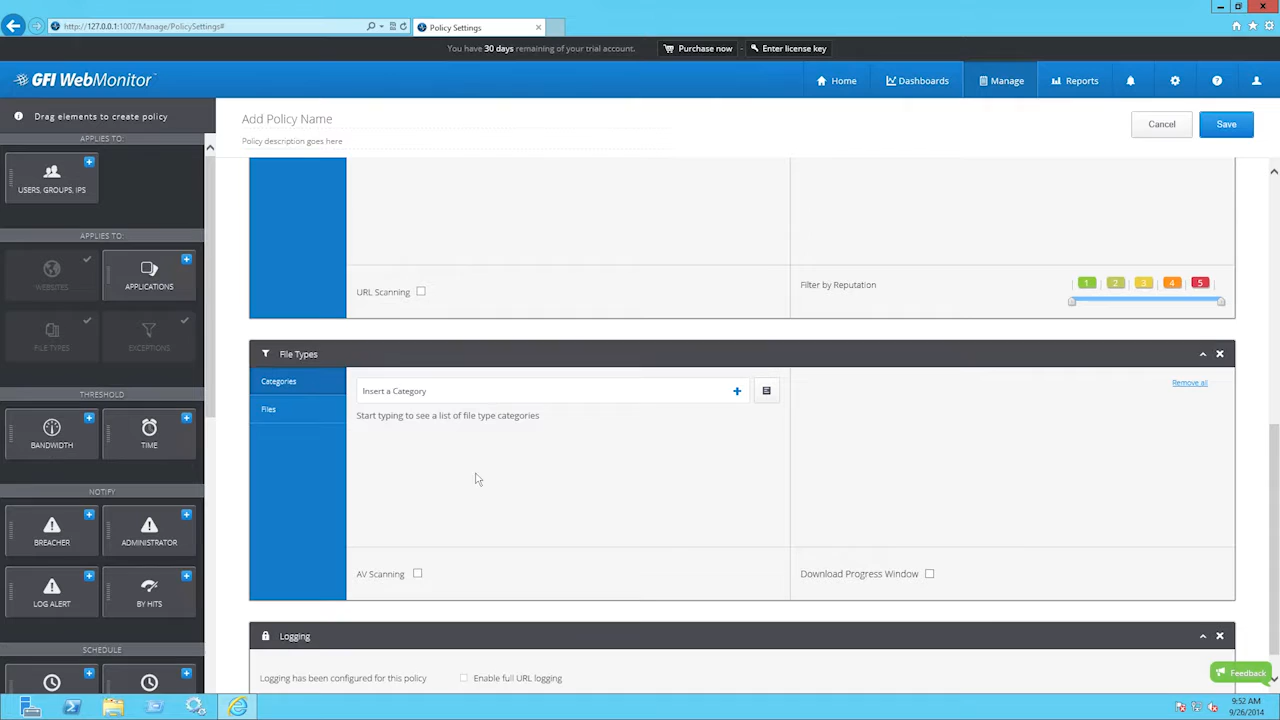 http://127.0.0.1:1007/Manage/PolicySettings#
Policy Settings
You have 30 days remaining of your trial account.
Purchase now
-
Enter license key
GFI WebMonitor
Home
Dashboards
Manage
Reports
Drag elements to create policy
Add Policy Name
Policy description goes here
Cancel
Save
APPLIES TO:
USERS, GROUPS, IPS
APPLIES TO:
WEBSITES
APPLICATIONS
FILE TYPES
EXCEPTIONS
THRESHOLD
BANDWIDTH
TIME
NOTIFY
BREACHER
ADMINISTRATOR
LOG ALERT
BY HITS
SCHEDULE
URL Scanning
Filter by Reputation
1 2 3 4 5
File Types
Categories
Files
Insert a Category
Start typing to see a list of file type categories
Remove all
AV Scanning
Download Progress Window
Logging
Logging has been configured for this policy
Enable full URL logging
Feedback
9:52 AM
9/26/2014